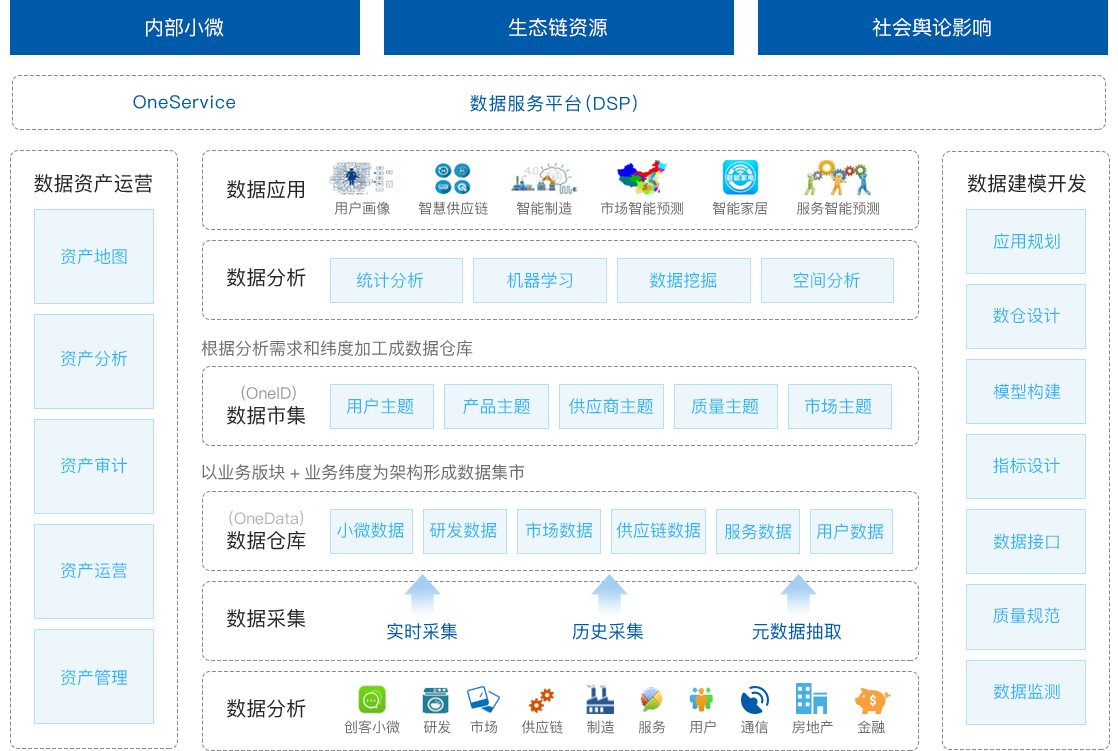 内部小微
生态链资源
社会舆论影响
OneService
数据服务平台(DSP)
数据资产运营
资产地图
资产分析
资产审计
资产运营
资产管理
数据应用
用户画像
智慧供应链
4.0
智能制造
市场智能预测
智能家居
服务智能预测
数据分析
统计分析
机器学习
数据挖掘
空间分析
根据分析需求和纬度加工成数据仓库
(OneID)
数据市集
用户主题
产品主题
供应商主题
质量主题
市场主题
以业务版块 + 业务纬度为架构形成数据集市
(OneData)
数据仓库
小微数据
研发数据
市场数据
供应链数据
服务数据
用户数据
数据采集
实时采集
历史采集
元数据抽取
数据分析
创客小微
研发
市场
供应链
制造
服务
用户
通信
房地产
金融
数据建模开发
应用规划
数仓设计
模型构建
指标设计
数据接口
质量规范
数据监测